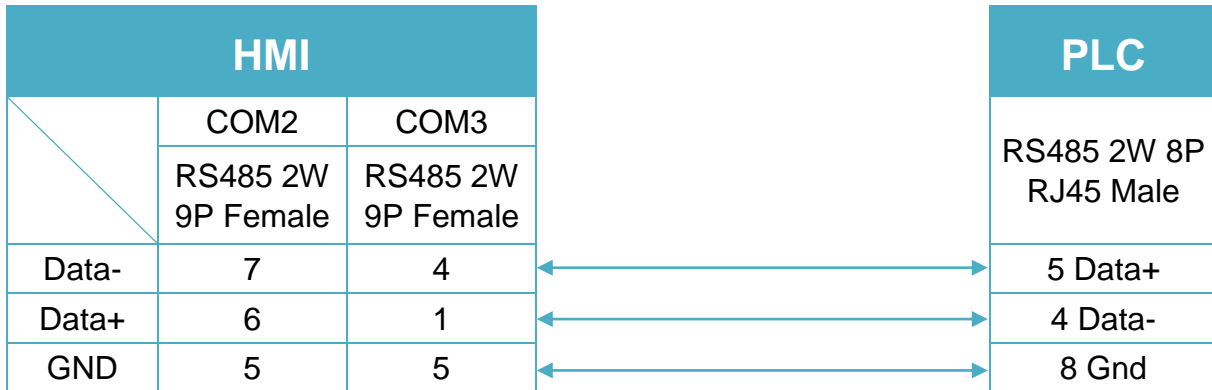 HMI PLC
COM2 COM3
RS485 2W 9P Female RS485 2W 9P Female RS485 2W 8P RJ45 Male
Data- 7 4 5 Data+
Data+ 6 1 4 Data-
GND 5 5 8 Gnd